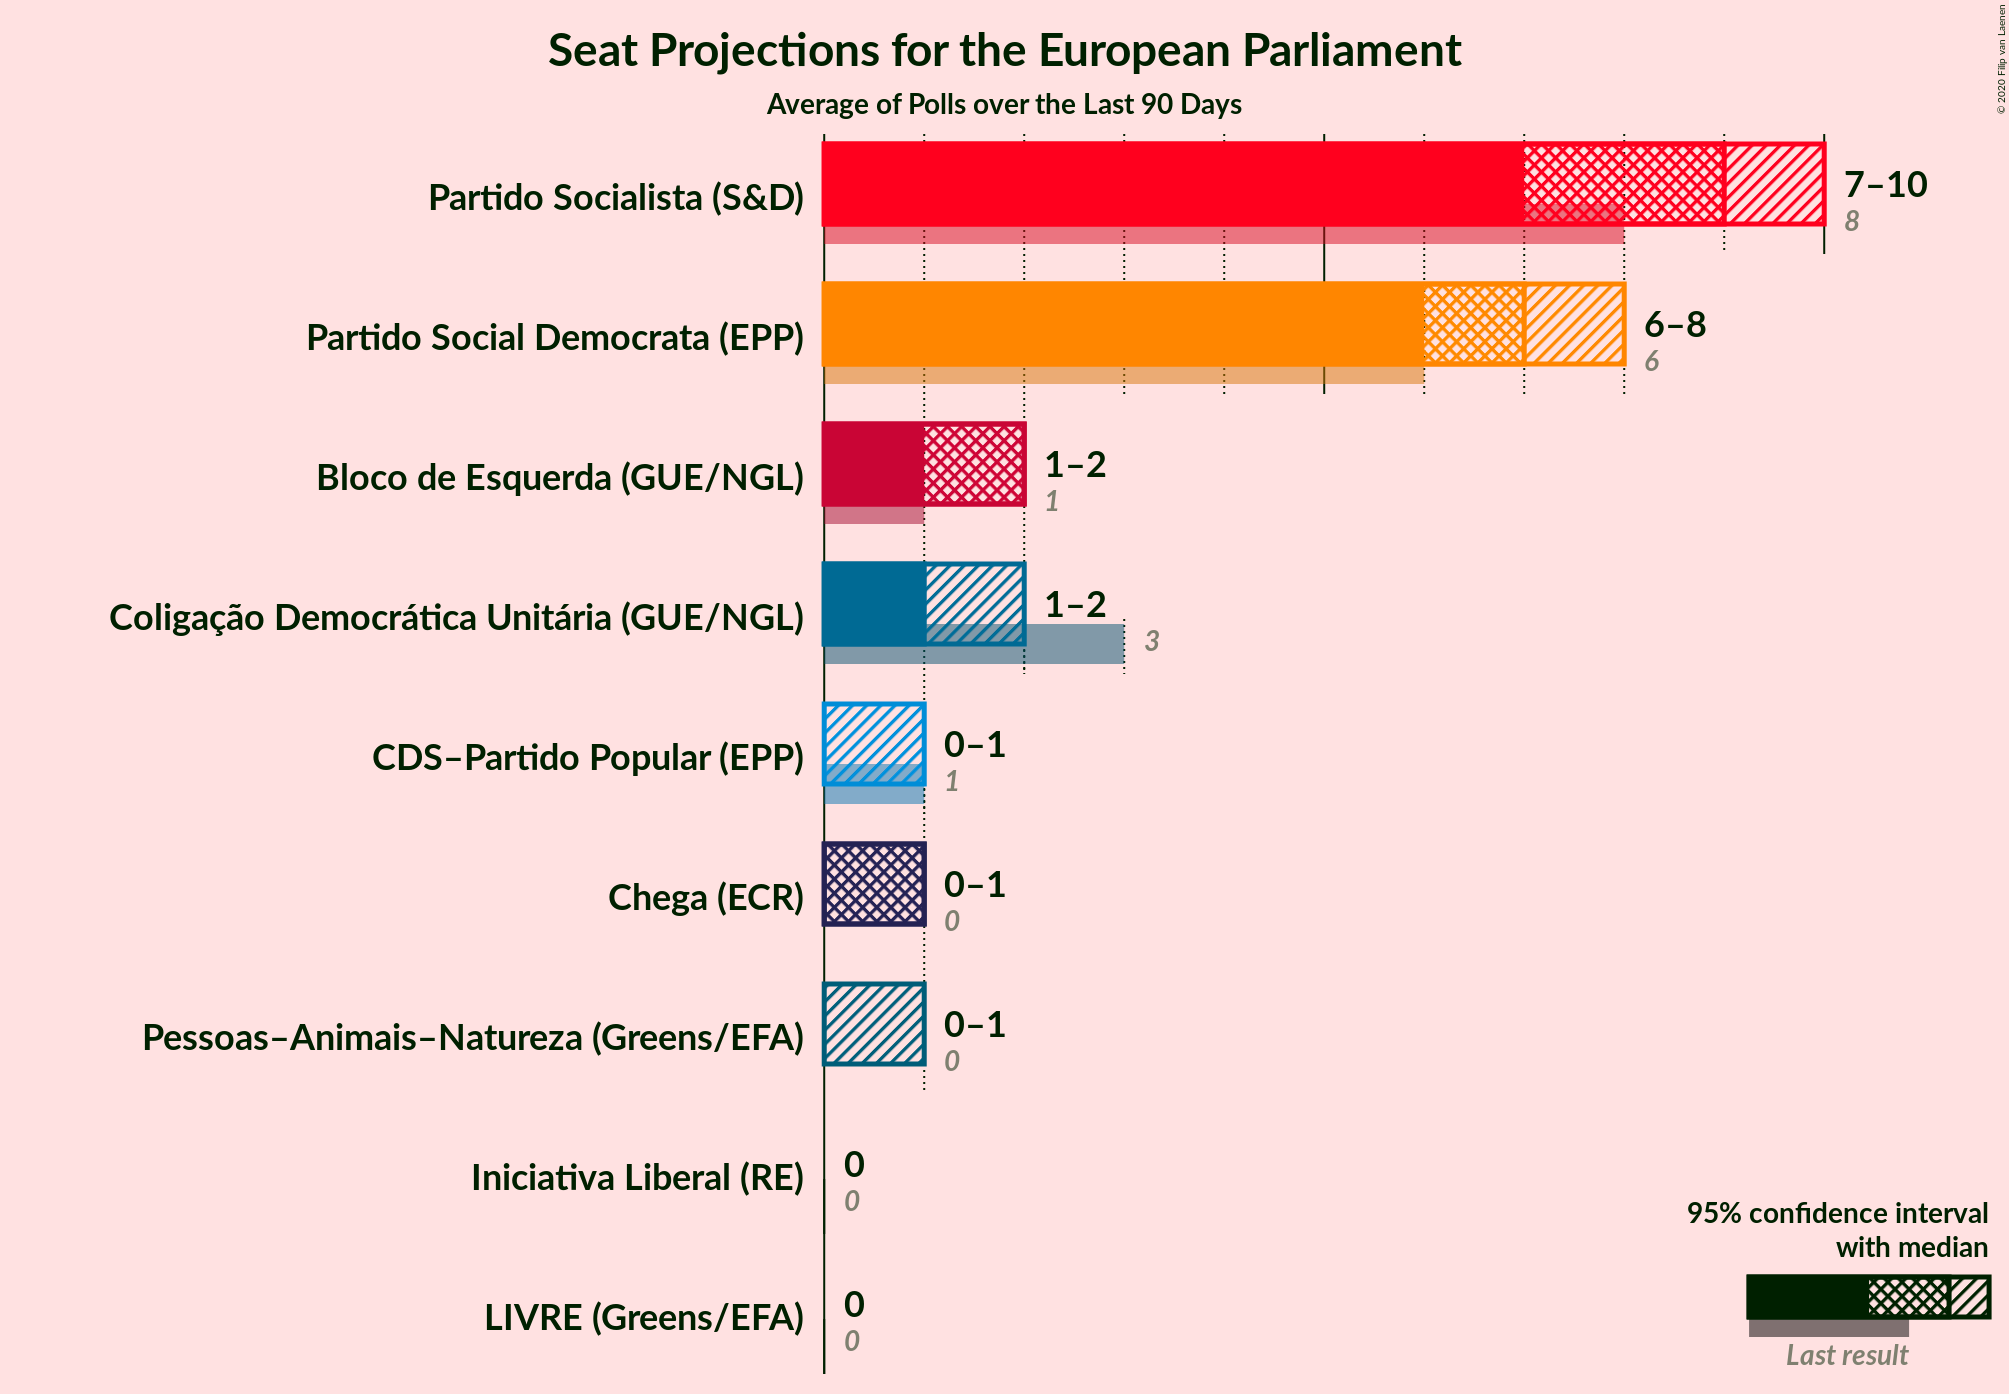 Seat Projections for the European Parliament
Average of Polls over the Last 90 Days
© 2020 Filip van Laenen
Partido Socialista (S&D)
7–10
8
Partido Social Democrata (EPP)
6–8
6
Bloco de Esquerda (GUE/NGL)
1–2
1
Coligação Democrática Unitária (GUE/NGL)
1–2
3
CDS–Partido Popular (EPP)
0–1
1
Chega (ECR)
0–1
0
Pessoas–Animais–Natureza (Greens/EFA)
0–1
0
Iniciativa Liberal (RE)
0
0
LIVRE (Greens/EFA)
0
0
95% confidence interval
with median
Last result